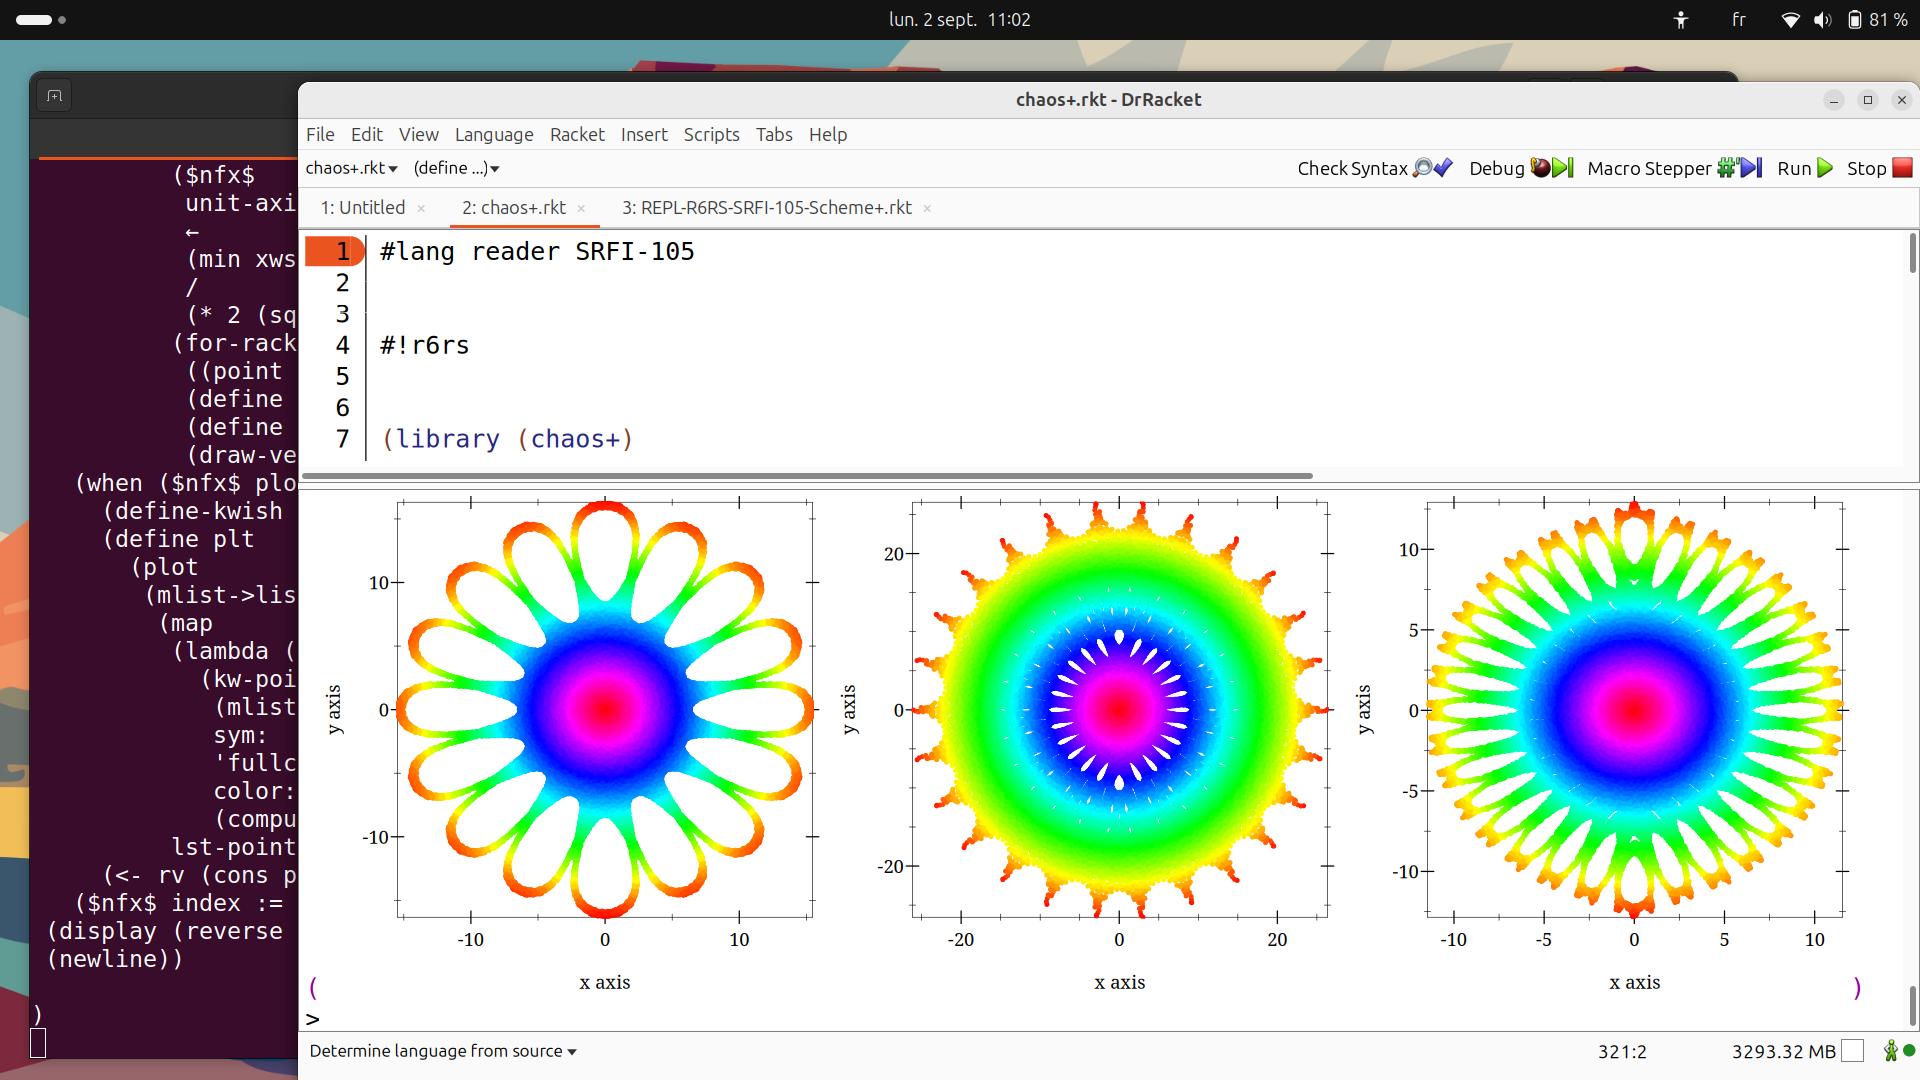 lun. 2 sept.  11:02
fr
81 %
chaos+.rkt - DrRacket
File Edit View Language Racket Insert Scripts Tabs Help
chaos+.rkt (define ...)
Check Syntax Debug Macro Stepper Run Stop
1: Untitled 2: chaos+.rkt 3: REPL-R6RS-SRFI-105-Scheme+.rkt
1 #lang reader SRFI-105
2
3
4 #!r6rs
5
6
7 (library (chaos+)
($nfx$
unit-axi
←
(min xws
/
(* 2 (sq
(for-rack
((point
(define
(define
(draw-ve
(when ($nfx$ plo
(define-kwish
(define plt
(plot
(mlist->lis
(map
(lambda (
(kw-poi
(mlist
sym:
'fullc
color:
(compu
lst-point
(<- rv (cons p
($nfx$ index :=
(display (reverse
(newline))
)
(
y axis
10
0
-10
-10 0 10
x axis
y axis
20
0
-20
-20 0 20
x axis
y axis
10
5
0
-5
-10
-10 -5 0 5 10
x axis
)
>
Determine language from source
321:2
3293.32 MB